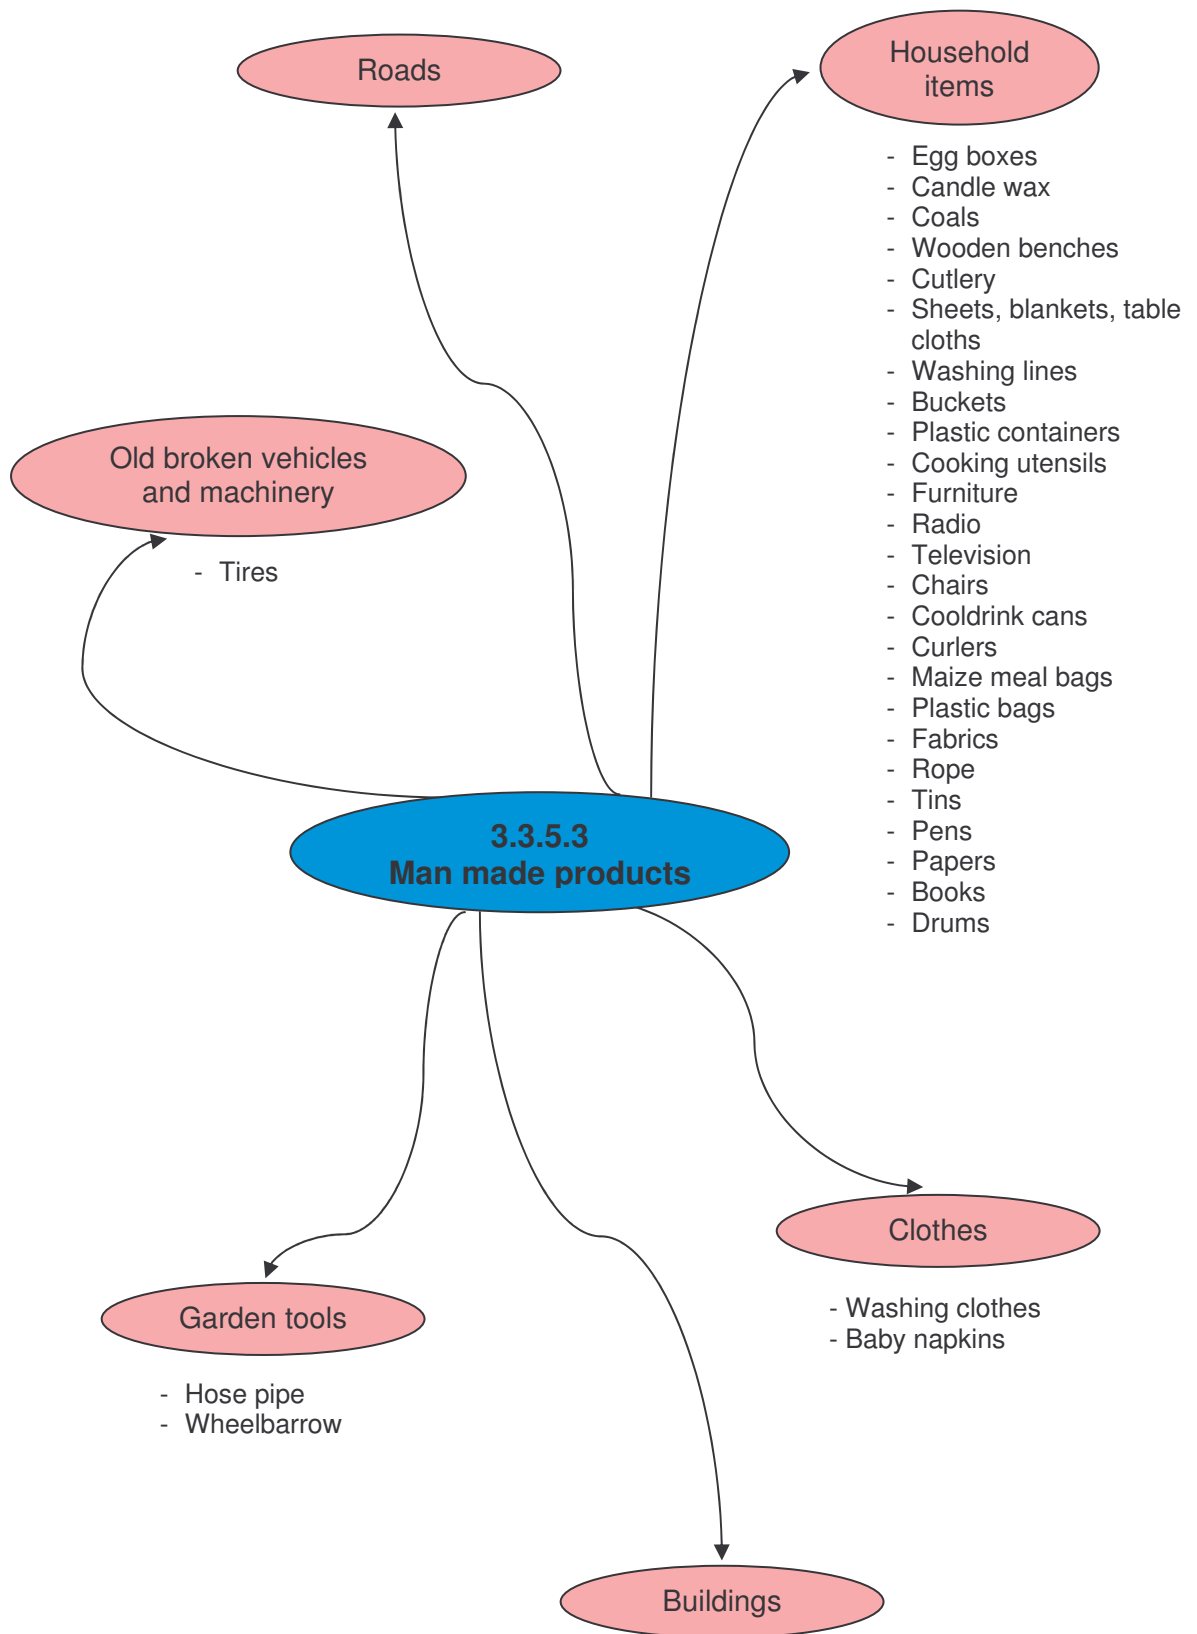 Roads
Household
items
- Egg boxes
- Candle wax
- Coals
- Wooden benches
- Cutlery
- Sheets, blankets, table
cloths
- Washing lines
- Buckets
- Plastic containers
- Cooking utensils
- Furniture
- Radio
- Television
- Chairs
- Cooldrink cans
- Curlers
- Maize meal bags
- Plastic bags
- Fabrics
- Rope
- Tins
- Pens
- Papers
- Books
- Drums
Old broken vehicles
and machinery
- Tires
3.3.5.3
Man made products
Clothes
- Washing clothes
- Baby napkins
Garden tools
- Hose pipe
- Wheelbarrow
Buildings